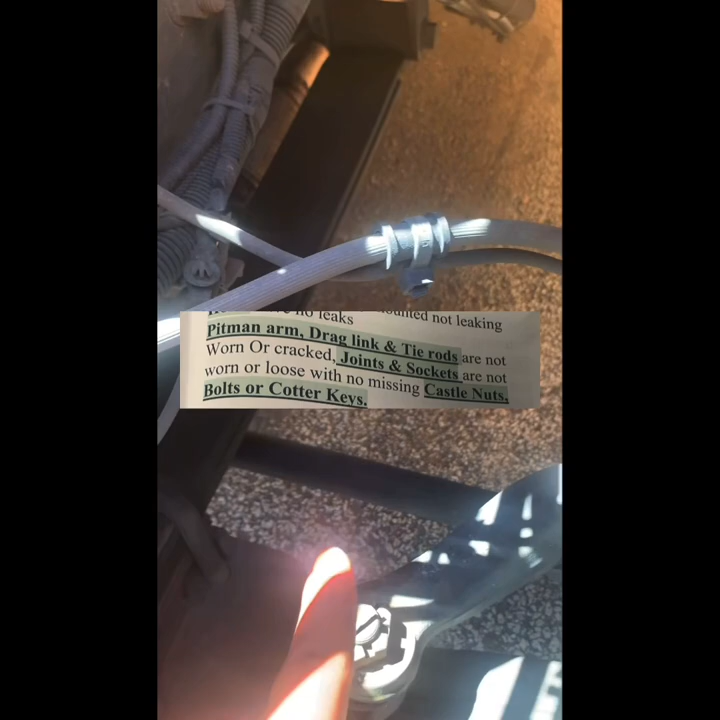 no leaks
mounted not leaking
Pitman arm, Drag link & Tie rods are not
Worn Or cracked, Joints & Sockets are not
worn or loose with no missing Castle Nuts,
Bolts or Cotter Keys.